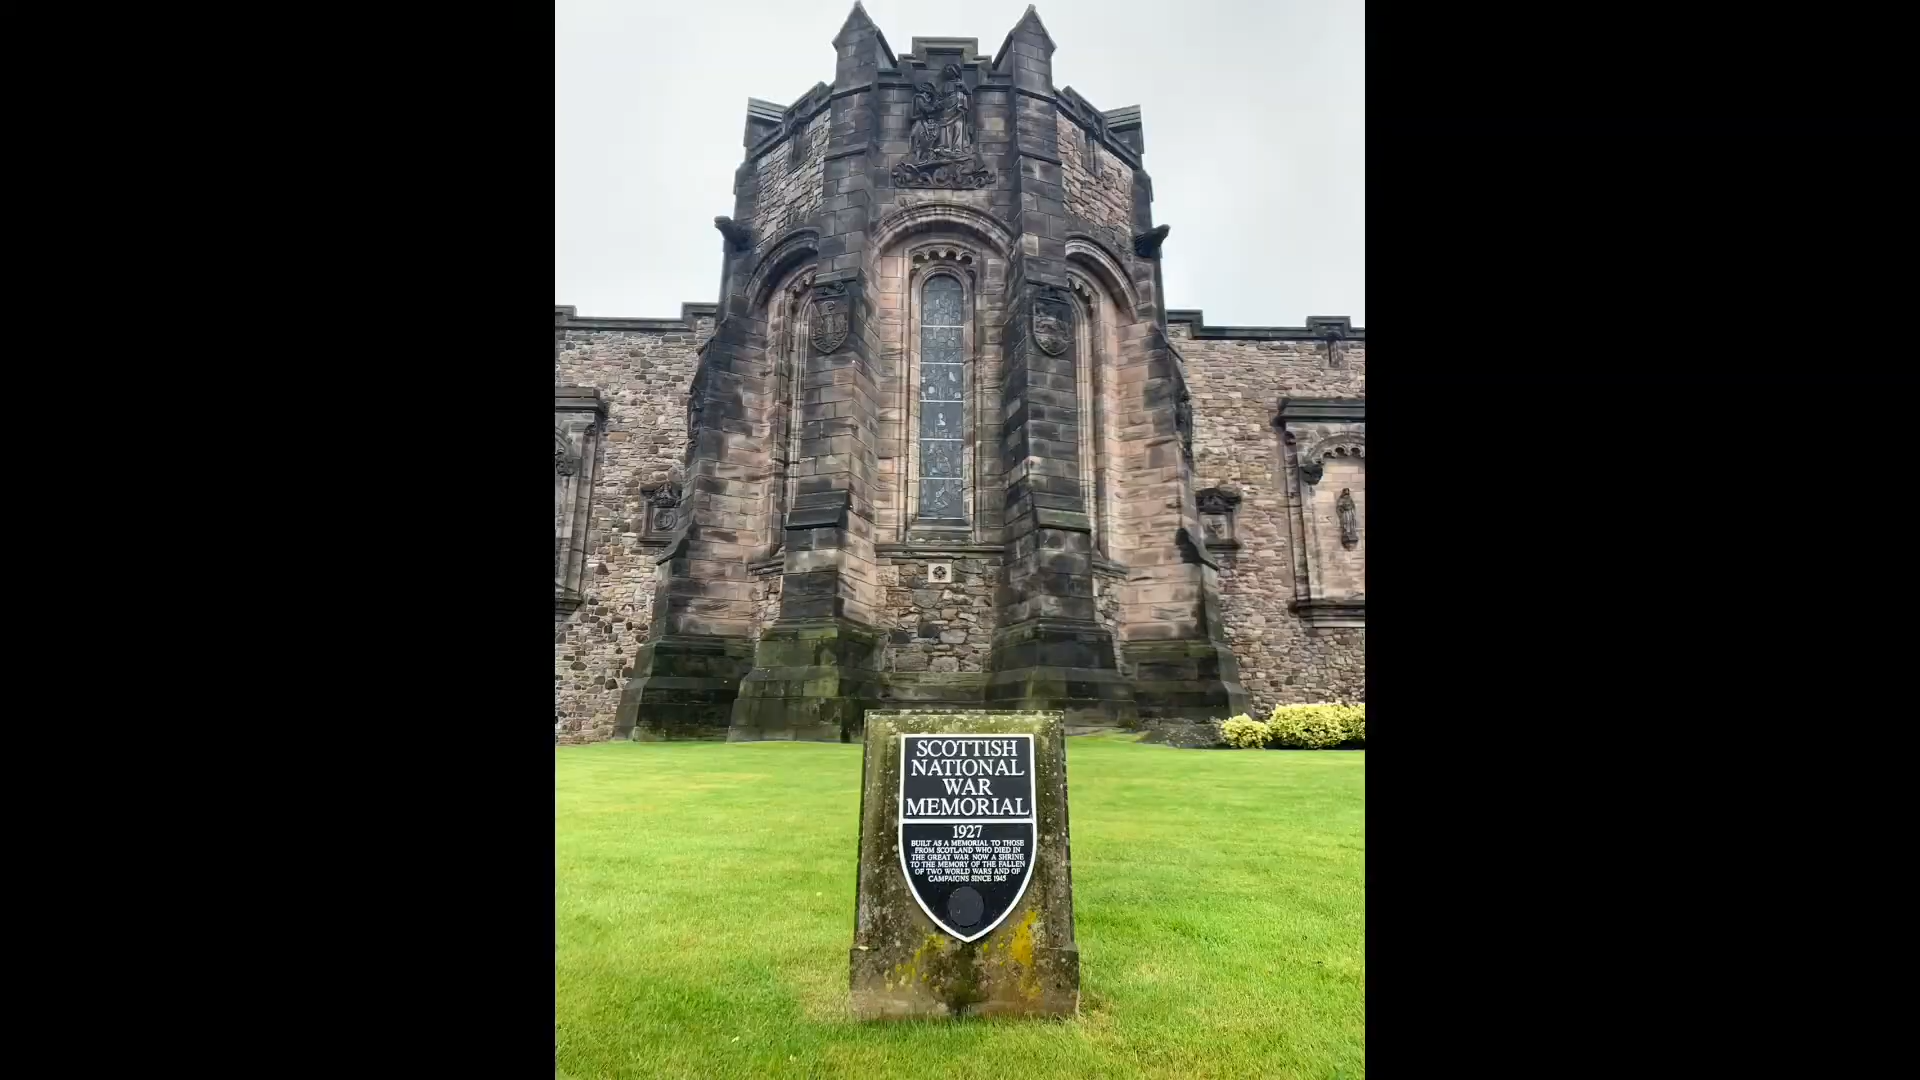 SCOTTISH
NATIONAL
WAR
MEMORIAL
1927
BUILT AS A MEMORIAL TO THOSE
FROM SCOTLAND WHO DIED IN
THE GREAT WAR NOW A SHRINE
TO THE MEMORY OF THE FALLEN
OF TWO WORLD WARS AND OF
CAMPAIGNS SINCE 1945